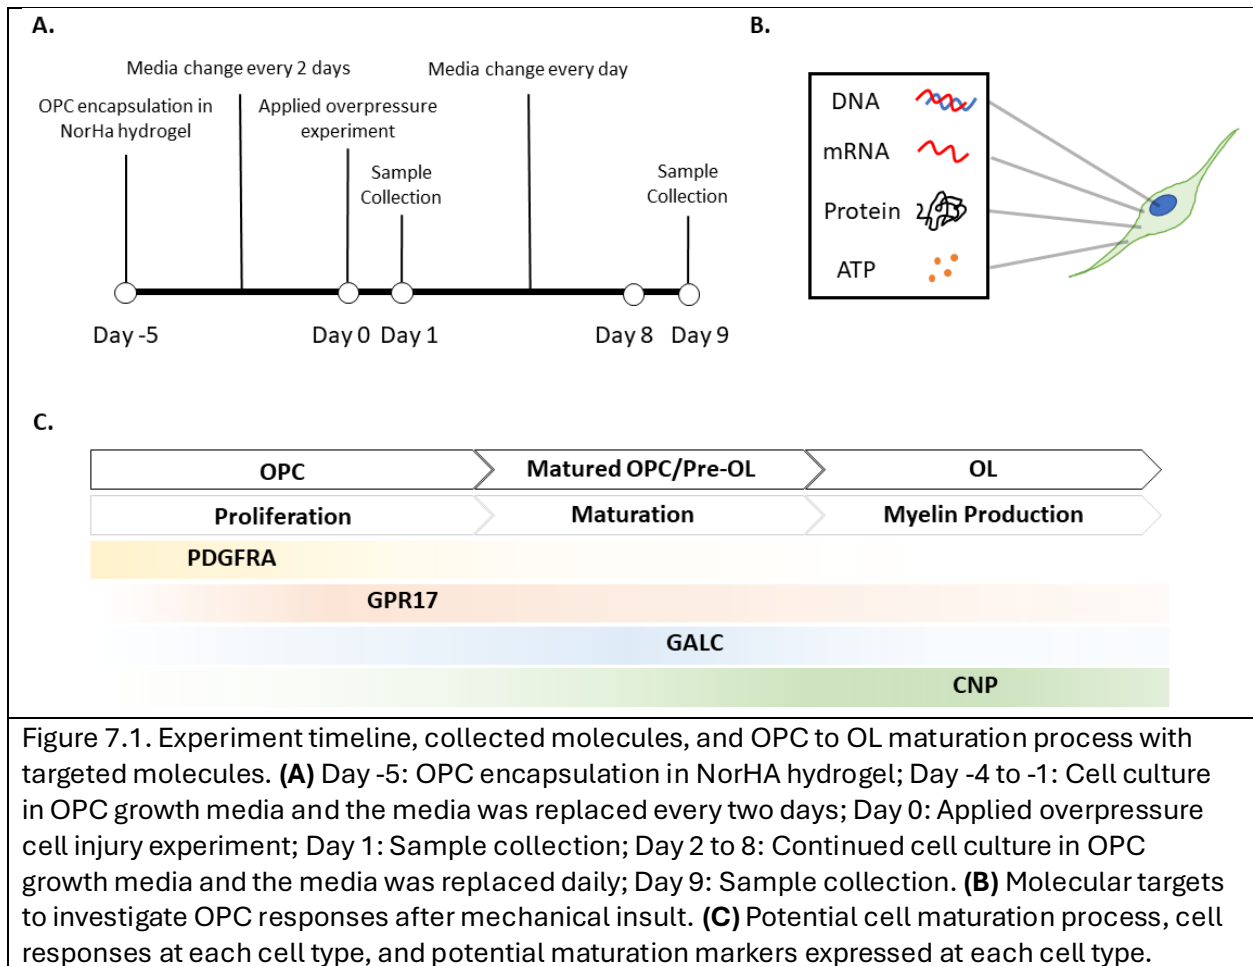 A.
Media change every 2 days
Media change every day
OPC encapsulation in
NorHa hydrogel
Applied overpressure
experiment
Sample
Collection
Sample
Collection
Day -5
Day 0
Day 1
Day 8
Day 9
B.
DNA
mRNA
Protein
ATP
C.
OPC
Matured OPC/Pre-OL
OL
Proliferation
Maturation
Myelin Production
PDGFRA
GPR17
GALC
CNP
Figure 7.1. Experiment timeline, collected molecules, and OPC to OL maturation process with
targeted molecules. (A) Day -5: OPC encapsulation in NorHA hydrogel; Day -4 to -1: Cell culture
in OPC growth media and the media was replaced every two days; Day 0: Applied overpressure
cell injury experiment; Day 1: Sample collection; Day 2 to 8: Continued cell culture in OPC
growth media and the media was replaced daily; Day 9: Sample collection. (B) Molecular targets
to investigate OPC responses after mechanical insult. (C) Potential cell maturation process, cell
responses at each cell type, and potential maturation markers expressed at each cell type.